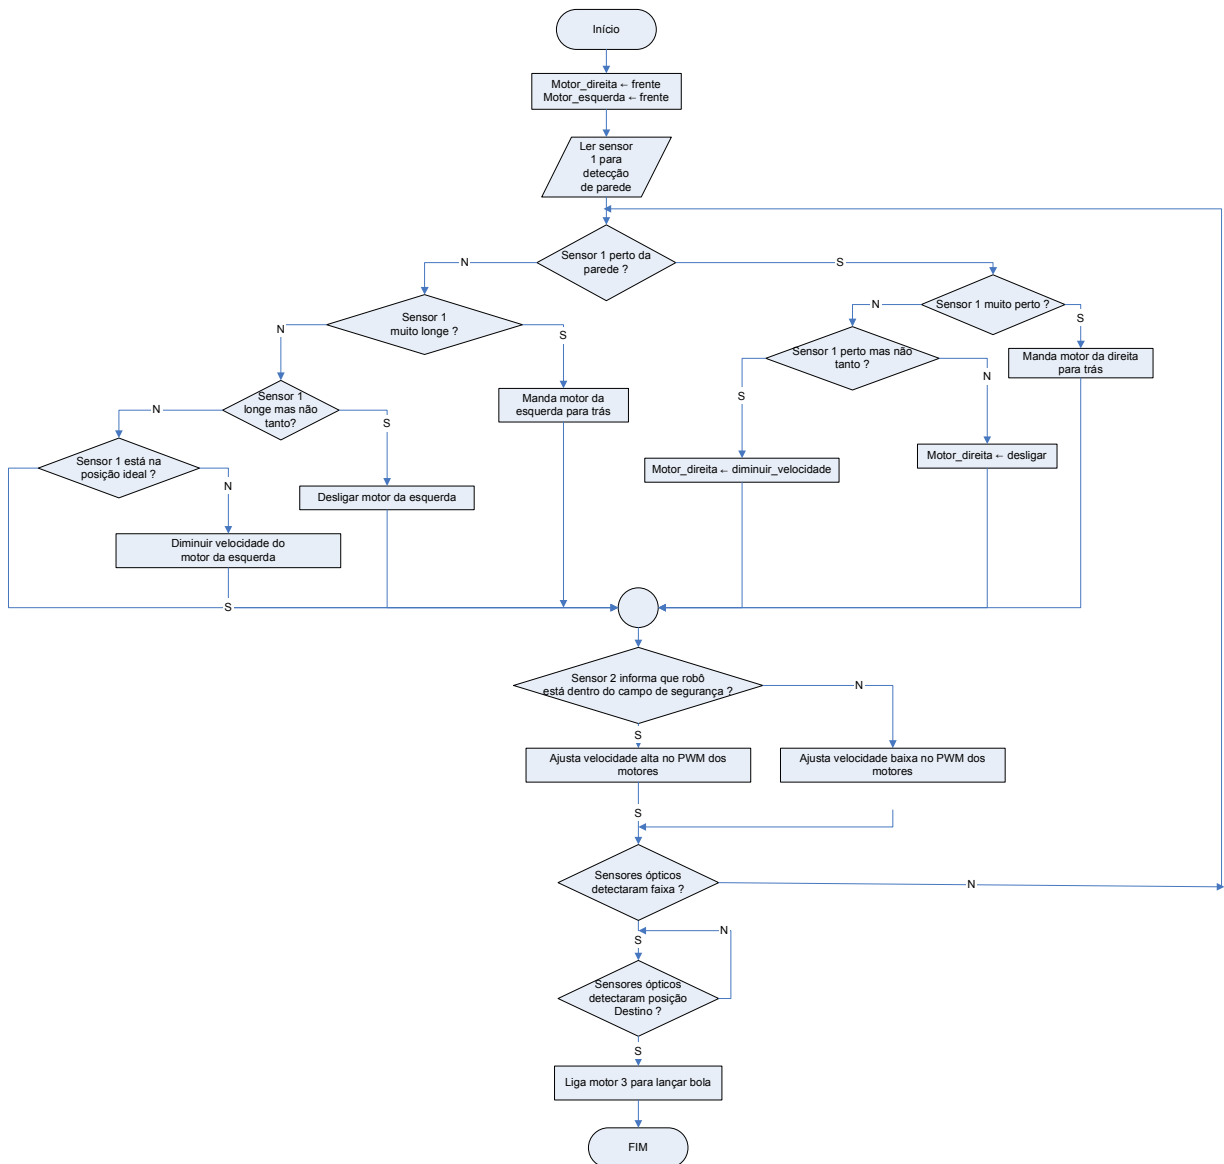 Início
Motor_direita ← frente
Motor_esquerda ← frente
Ler sensor
1 para
detecção
de parede
Sensor 1 perto da
parede ?
N
S
Sensor 1
muito longe ?
N
S
Sensor 1 muito perto ?
N
S
Sensor 1 perto mas não
tanto ?
S
N
Manda motor da direita
para trás
Sensor 1
longe mas não
tanto?
N
S
Manda motor da
esquerda para trás
Sensor 1 está na
posição ideal ?
N
Motor_direita ← diminuir_velocidade
Motor_direita ← desligar
Desligar motor da esquerda
Diminuir velocidade do
motor da esquerda
S
Sensor 2 informa que robô
está dentro do campo de segurança ?
N
S
Ajusta velocidade alta no PWM dos
motores
Ajusta velocidade baixa no PWM dos
motores
S
Sensores ópticos
detectaram faixa ?
N
S
N
Sensores ópticos
detectaram posição
Destino ?
S
Liga motor 3 para lançar bola
FIM